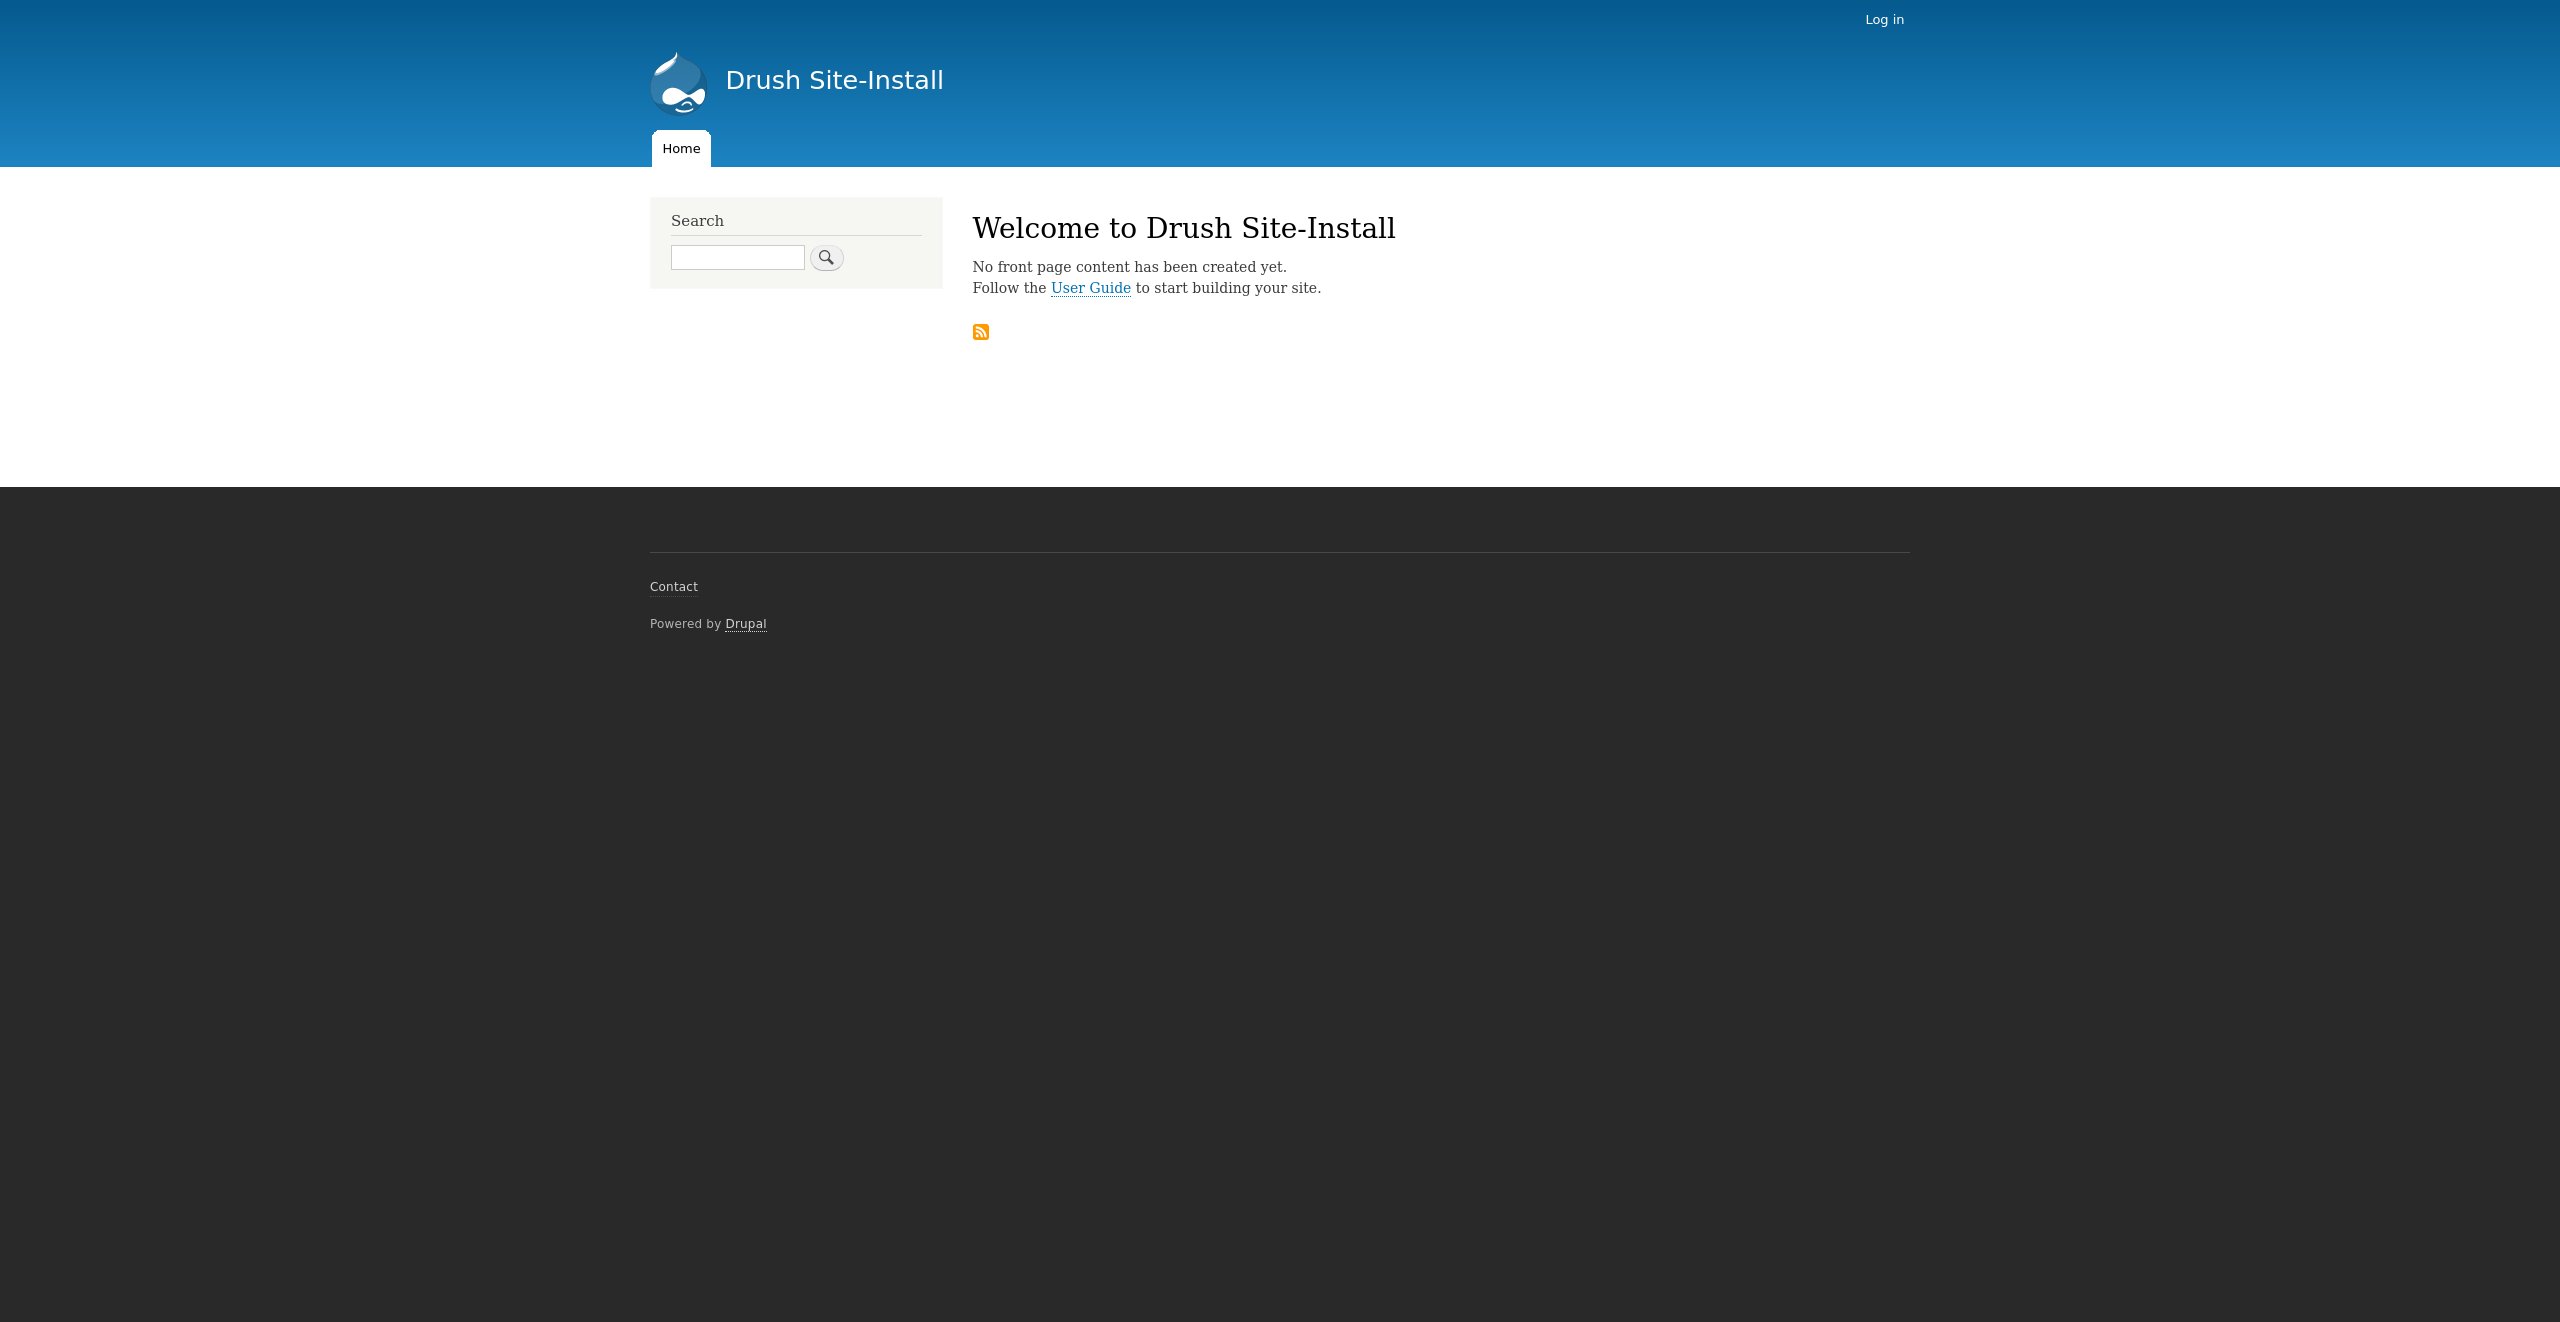 Log in
Drush Site-Install
Home
Search
Welcome to Drush Site-Install
No front page content has been created yet.
Follow the User Guide to start building your site.
Contact
Powered by Drupal